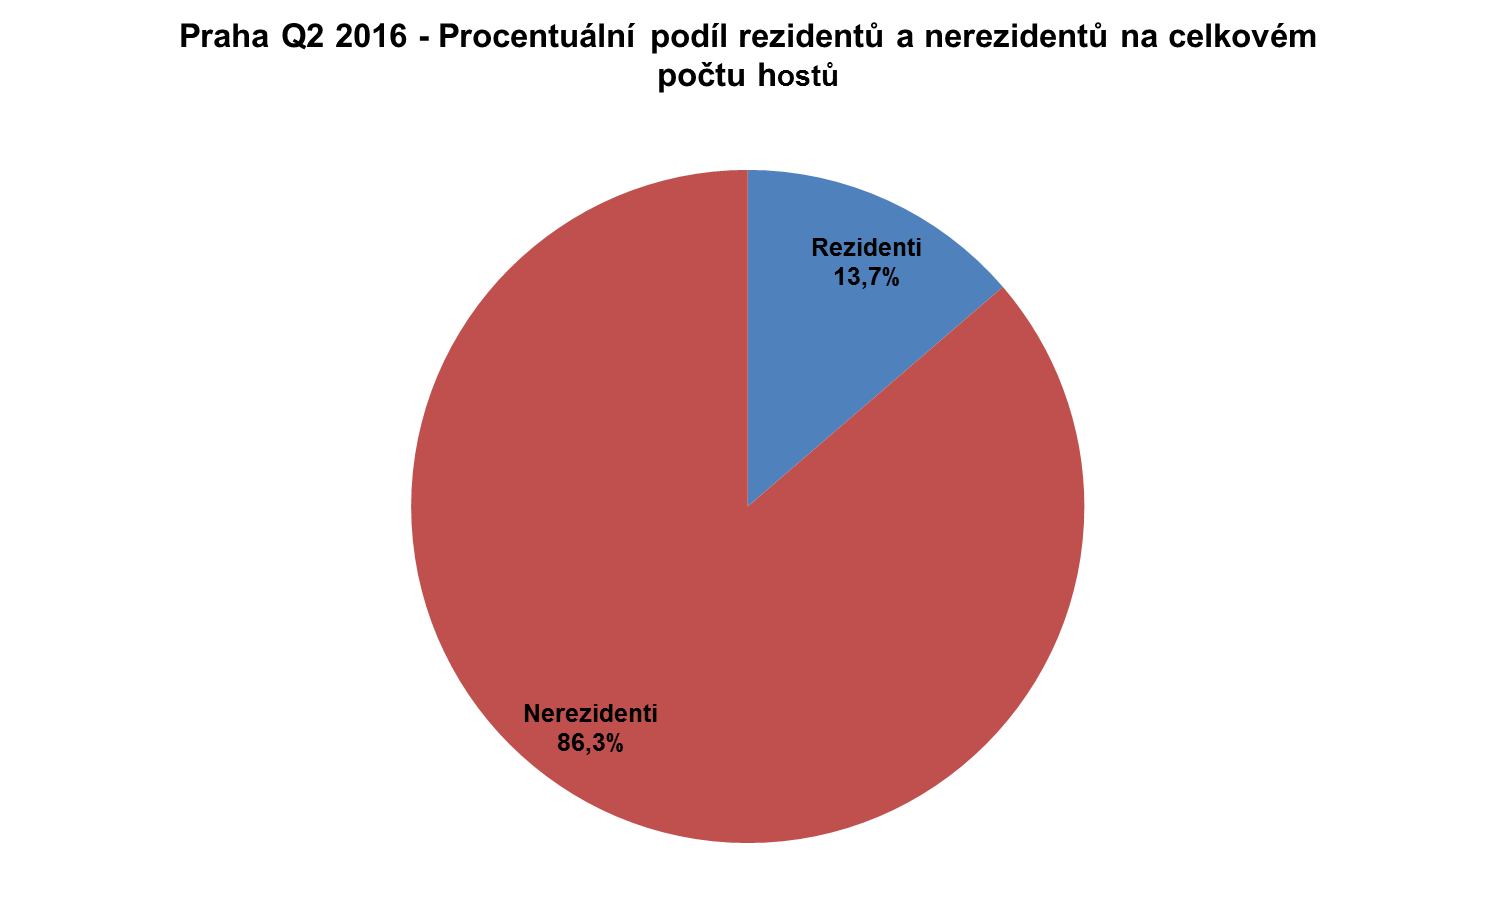 Praha Q2 2016 - Procentuální podíl rezidentů a nerezidentů na celkovém
počtu hostů
Rezidenti
13,7%
Nerezidenti
86,3%